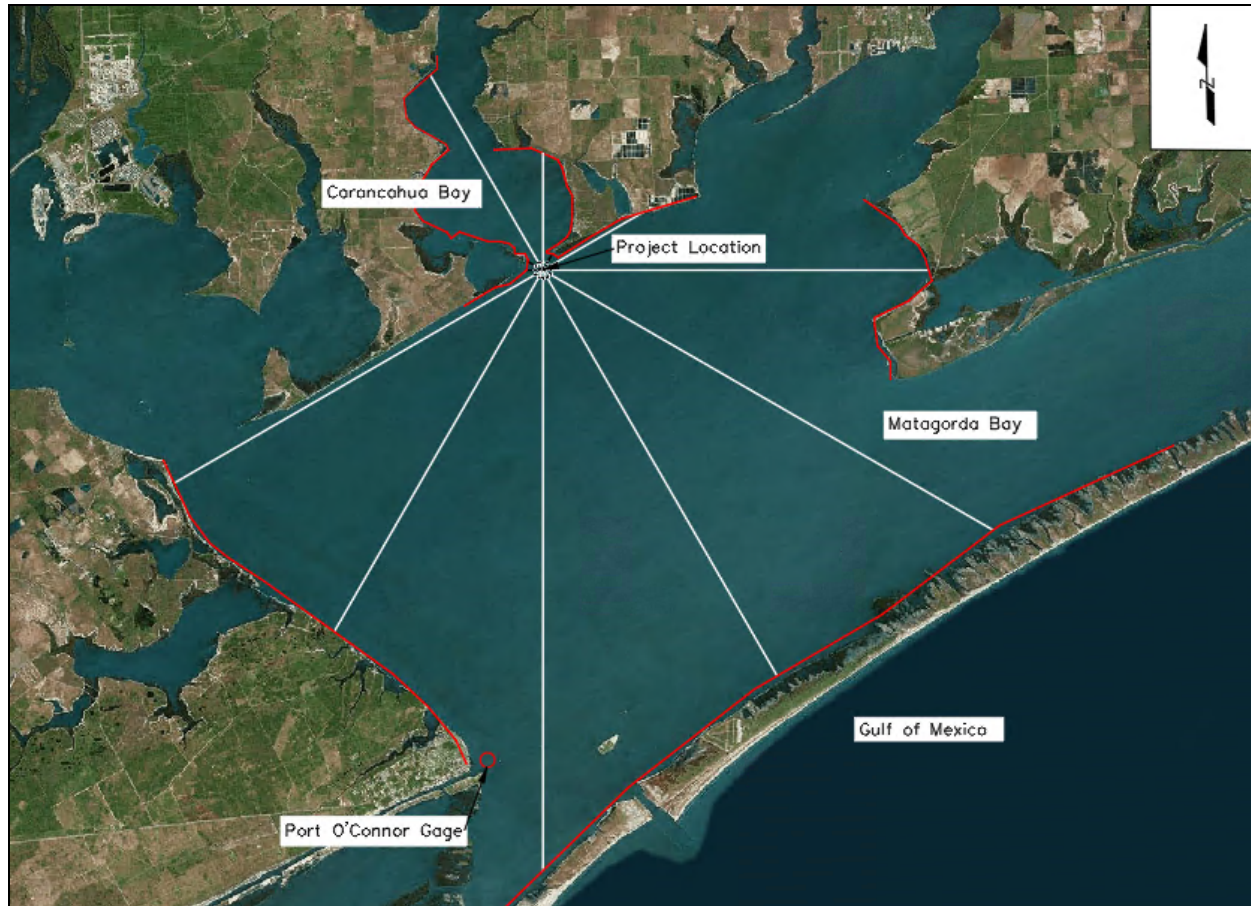 N
Carancahua Bay
Project Location
Matagorda Bay
Gulf of Mexico
Port O'Connor Gage